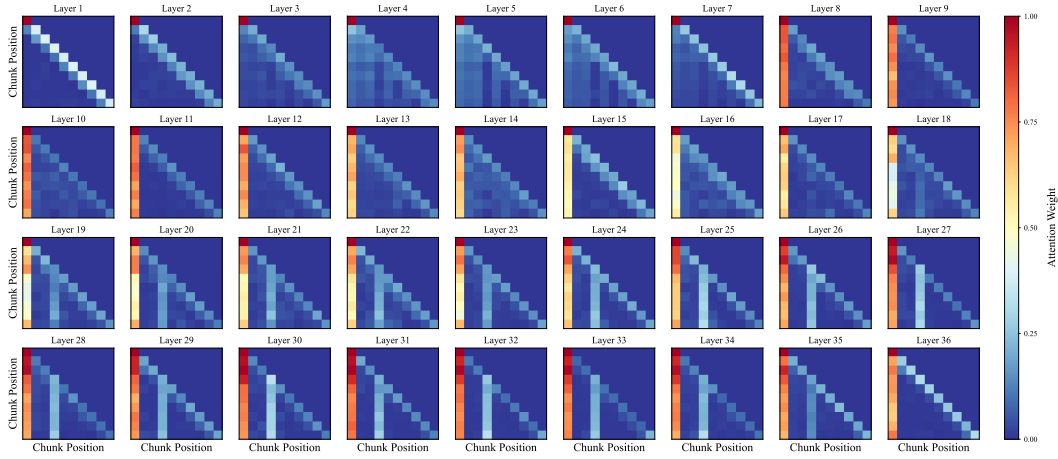 Layer 1 Layer 2 Layer 3 Layer 4 Layer 5 Layer 6 Layer 7 Layer 8 Layer 9
Chunk Position
Layer 10 Layer 11 Layer 12 Layer 13 Layer 14 Layer 15 Layer 16 Layer 17 Layer 18
Chunk Position
Layer 19 Layer 20 Layer 21 Layer 22 Layer 23 Layer 24 Layer 25 Layer 26 Layer 27
Chunk Position
Layer 28 Layer 29 Layer 30 Layer 31 Layer 32 Layer 33 Layer 34 Layer 35 Layer 36
Chunk Position
Chunk Position Chunk Position Chunk Position Chunk Position Chunk Position Chunk Position Chunk Position Chunk Position Chunk Position
1.00
0.75
0.50
0.25
0.00
Attention Weight